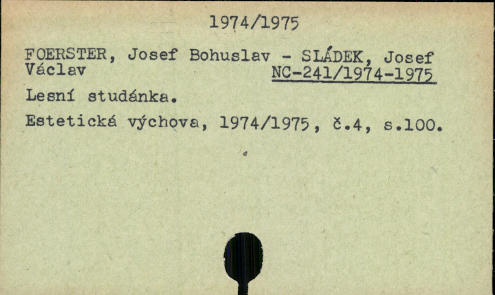 1974/1975
FOERSTER, Josef Bohuslav - SLÁDEK, Josef
Václav NC-241/1974-1975
Lesní studánka.
Estetická výchova, 1974/1975, č.4, s.100.